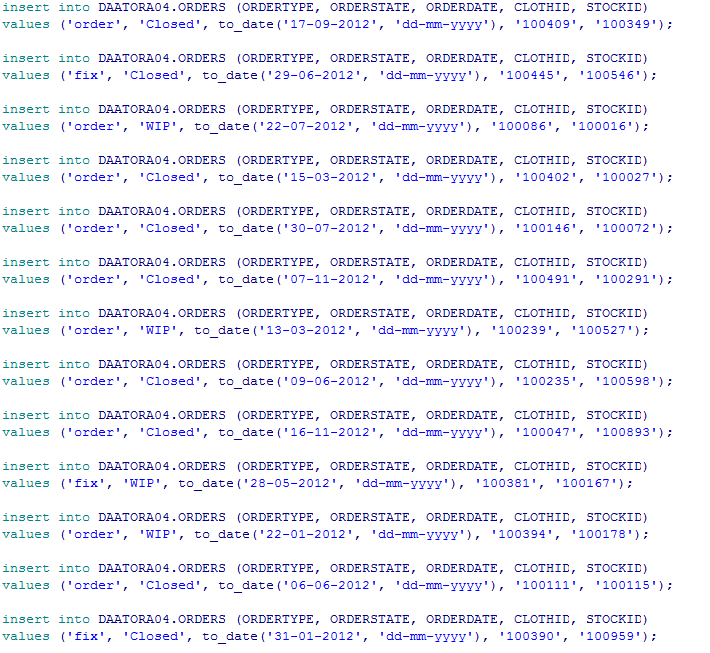 insert into DAATORA04.ORDERS (ORDERTYPE, ORDERSTATE, ORDERDATE, CLOTHID, STOCKID)
values ('order', 'Closed', to_date('17-09-2012', 'dd-mm-yyyy'), '100409', '100349');
insert into DAATORA04.ORDERS (ORDERTYPE, ORDERSTATE, ORDERDATE, CLOTHID, STOCKID)
values ('fix', 'Closed', to_date('29-06-2012', 'dd-mm-yyyy'), '100445', '100546');
insert into DAATORA04.ORDERS (ORDERTYPE, ORDERSTATE, ORDERDATE, CLOTHID, STOCKID)
values ('order', 'WIP', to_date('22-07-2012', 'dd-mm-yyyy'), '100086', '100016');
insert into DAATORA04.ORDERS (ORDERTYPE, ORDERSTATE, ORDERDATE, CLOTHID, STOCKID)
values ('order', 'Closed', to_date('15-03-2012', 'dd-mm-yyyy'), '100402', '100027');
insert into DAATORA04.ORDERS (ORDERTYPE, ORDERSTATE, ORDERDATE, CLOTHID, STOCKID)
values ('order', 'Closed', to_date('30-07-2012', 'dd-mm-yyyy'), '100146', '100072');
insert into DAATORA04.ORDERS (ORDERTYPE, ORDERSTATE, ORDERDATE, CLOTHID, STOCKID)
values ('order', 'Closed', to_date('07-11-2012', 'dd-mm-yyyy'), '100491', '100291');
insert into DAATORA04.ORDERS (ORDERTYPE, ORDERSTATE, ORDERDATE, CLOTHID, STOCKID)
values ('order', 'WIP', to_date('13-03-2012', 'dd-mm-yyyy'), '100239', '100527');
insert into DAATORA04.ORDERS (ORDERTYPE, ORDERSTATE, ORDERDATE, CLOTHID, STOCKID)
values ('order', 'Closed', to_date('09-06-2012', 'dd-mm-yyyy'), '100235', '100598');
insert into DAATORA04.ORDERS (ORDERTYPE, ORDERSTATE, ORDERDATE, CLOTHID, STOCKID)
values ('order', 'Closed', to_date('16-11-2012', 'dd-mm-yyyy'), '100047', '100893');
insert into DAATORA04.ORDERS (ORDERTYPE, ORDERSTATE, ORDERDATE, CLOTHID, STOCKID)
values ('fix', 'WIP', to_date('28-05-2012', 'dd-mm-yyyy'), '100381', '100167');
insert into DAATORA04.ORDERS (ORDERTYPE, ORDERSTATE, ORDERDATE, CLOTHID, STOCKID)
values ('order', 'WIP', to_date('22-01-2012', 'dd-mm-yyyy'), '100394', '100178');
insert into DAATORA04.ORDERS (ORDERTYPE, ORDERSTATE, ORDERDATE, CLOTHID, STOCKID)
values ('order', 'Closed', to_date('06-06-2012', 'dd-mm-yyyy'), '100111', '100115');
insert into DAATORA04.ORDERS (ORDERTYPE, ORDERSTATE, ORDERDATE, CLOTHID, STOCKID)
values ('fix', 'Closed', to_date('31-01-2012', 'dd-mm-yyyy'), '100390', '100959');